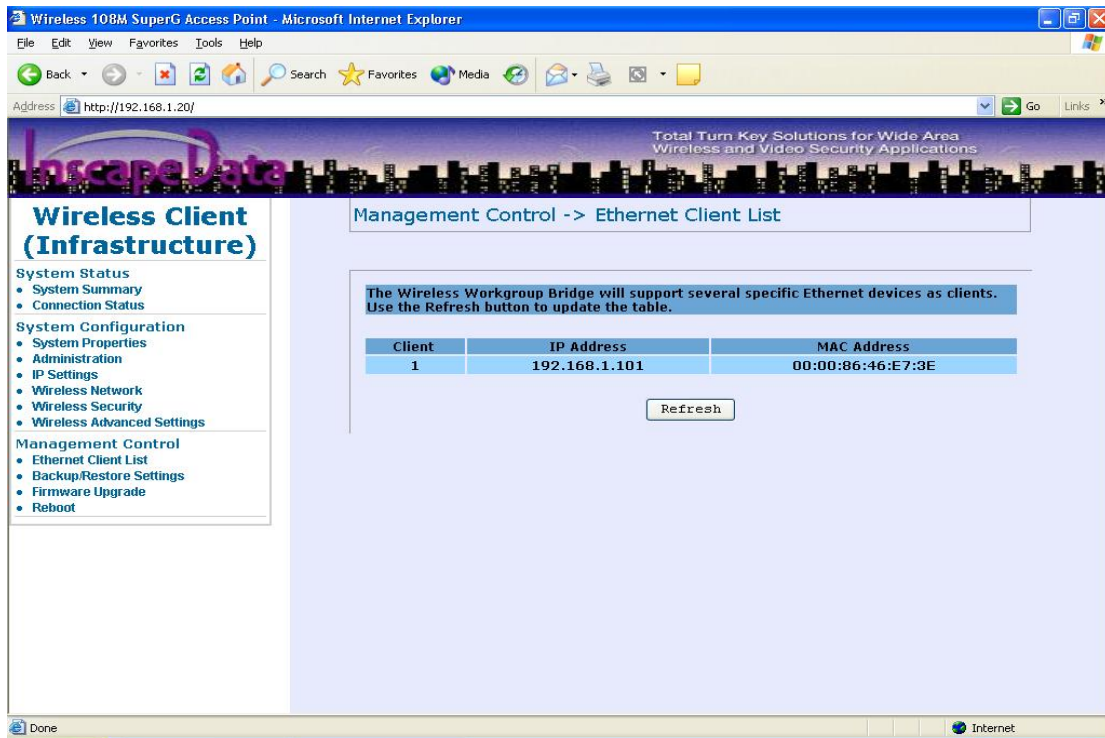 Wireless 108M SuperG Access Point - Microsoft Internet Explorer
File Edit View Favorites Tools Help
Back Search Favorites Media
Address http://192.168.1.20/ Go Links »
InscapeData
Total Turn Key Solutions for Wide Area
Wireless and Video Security Applications
Wireless Client
(Infrastructure)
System Status
System Summary
Connection Status
System Configuration
System Properties
Administration
IP Settings
Wireless Network
Wireless Security
Wireless Advanced Settings
Management Control
Ethernet Client List
Backup/Restore Settings
Firmware Upgrade
Reboot
Management Control -> Ethernet Client List
The Wireless Workgroup Bridge will support several specific Ethernet devices as clients.
Use the Refresh button to update the table.
Client IP Address MAC Address
1 192.168.1.101 00:00:86:46:E7:3E
Refresh
Done Internet